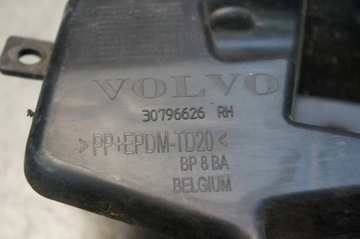 VOLVO
30796626 RH
>PP+EPDM-TD20<
BP 8 BA
BELGIUM